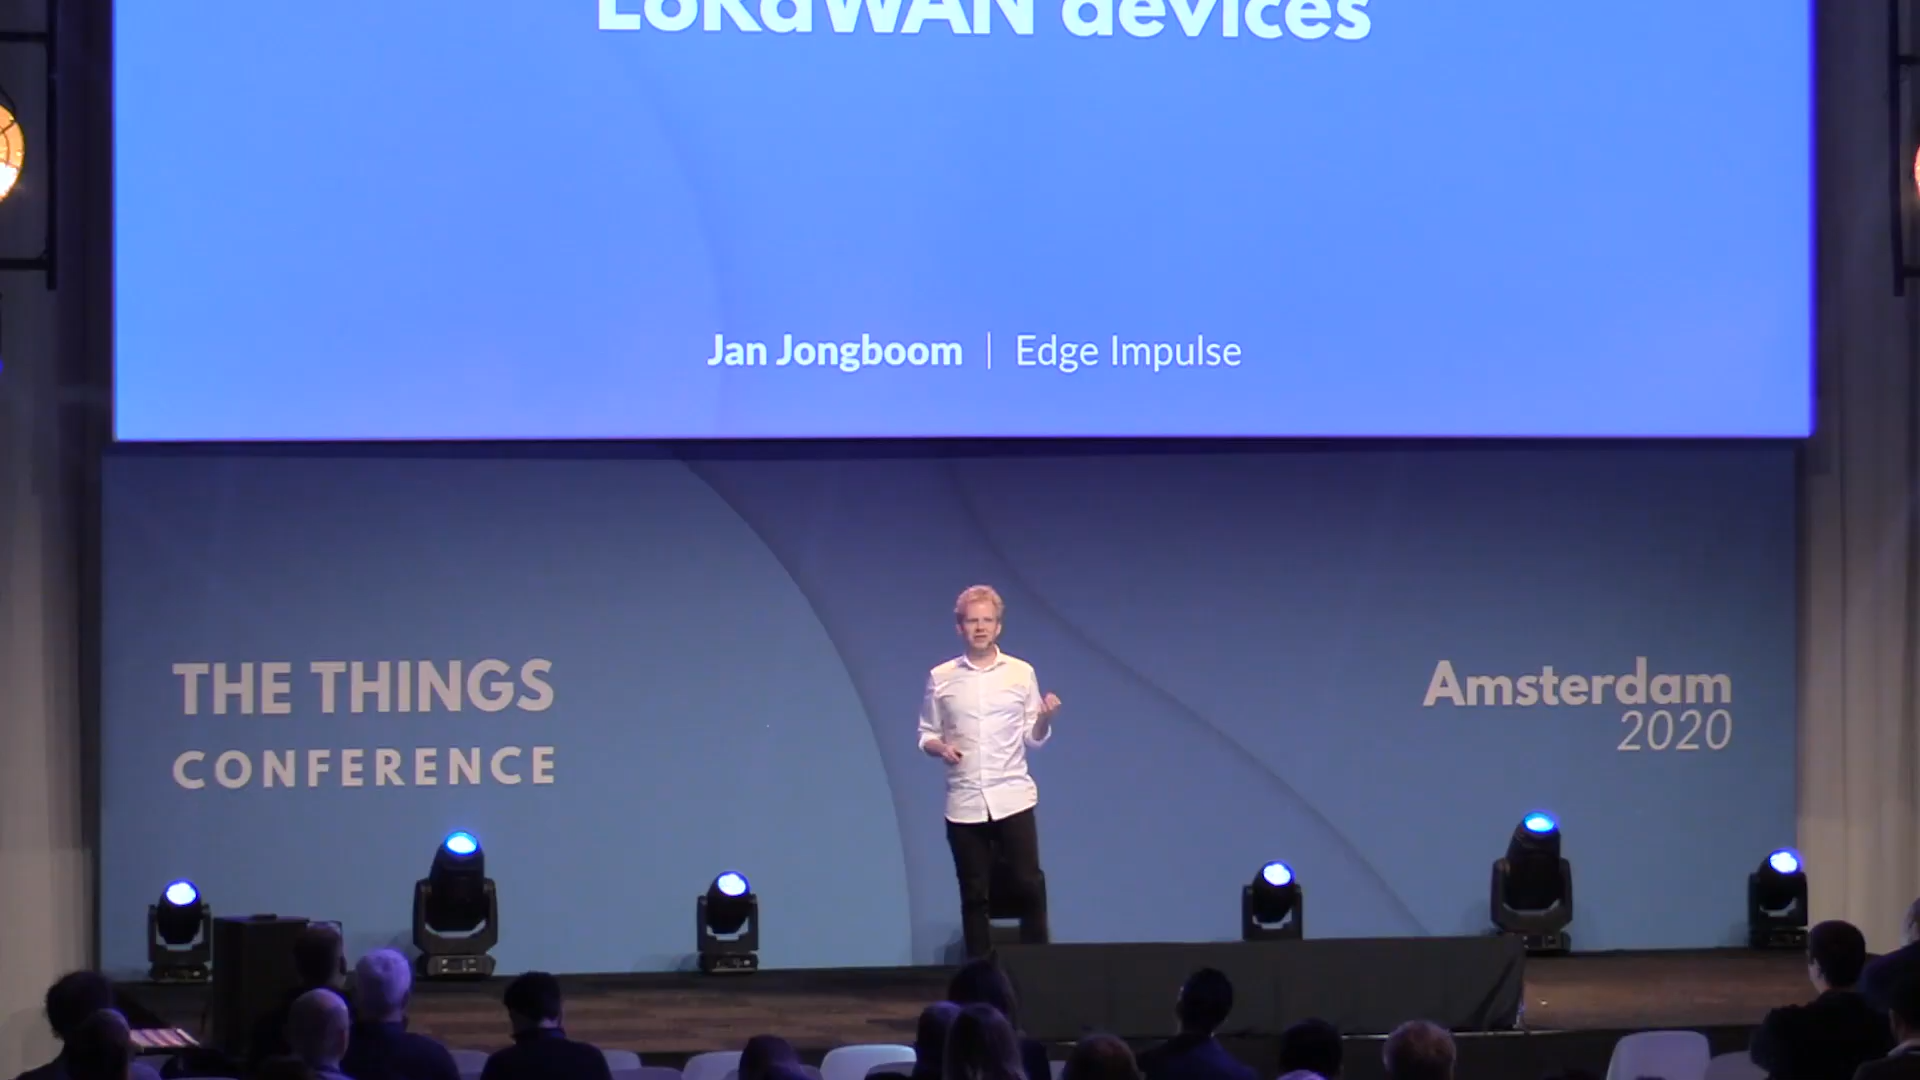 LoRaWAN devices
Jan Jongboom | Edge Impulse
THE THINGS
CONFERENCE
Amsterdam
2020